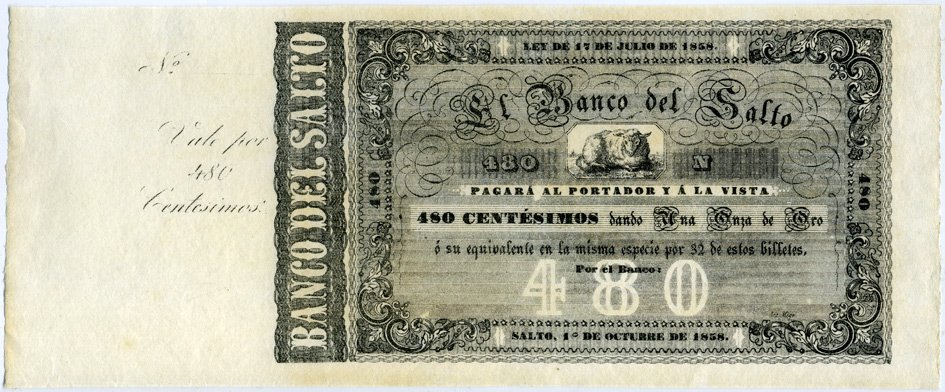 Nº
Vale por
480
Centesimos.
BANCO DEL SALTO
LEY DE 17 DE JULIO DE 1858.
El Banco del Salto
480 N
PAGARÁ AL PORTADOR Y Á LA VISTA
480 CENTÉSIMOS dando Una Onza de Oro
ó su equivalente en la misma especie por 32 de estos billetes.
Por el Banco:
480
480
480
SALTO, 1º DE OCTUBRE DE 1858.